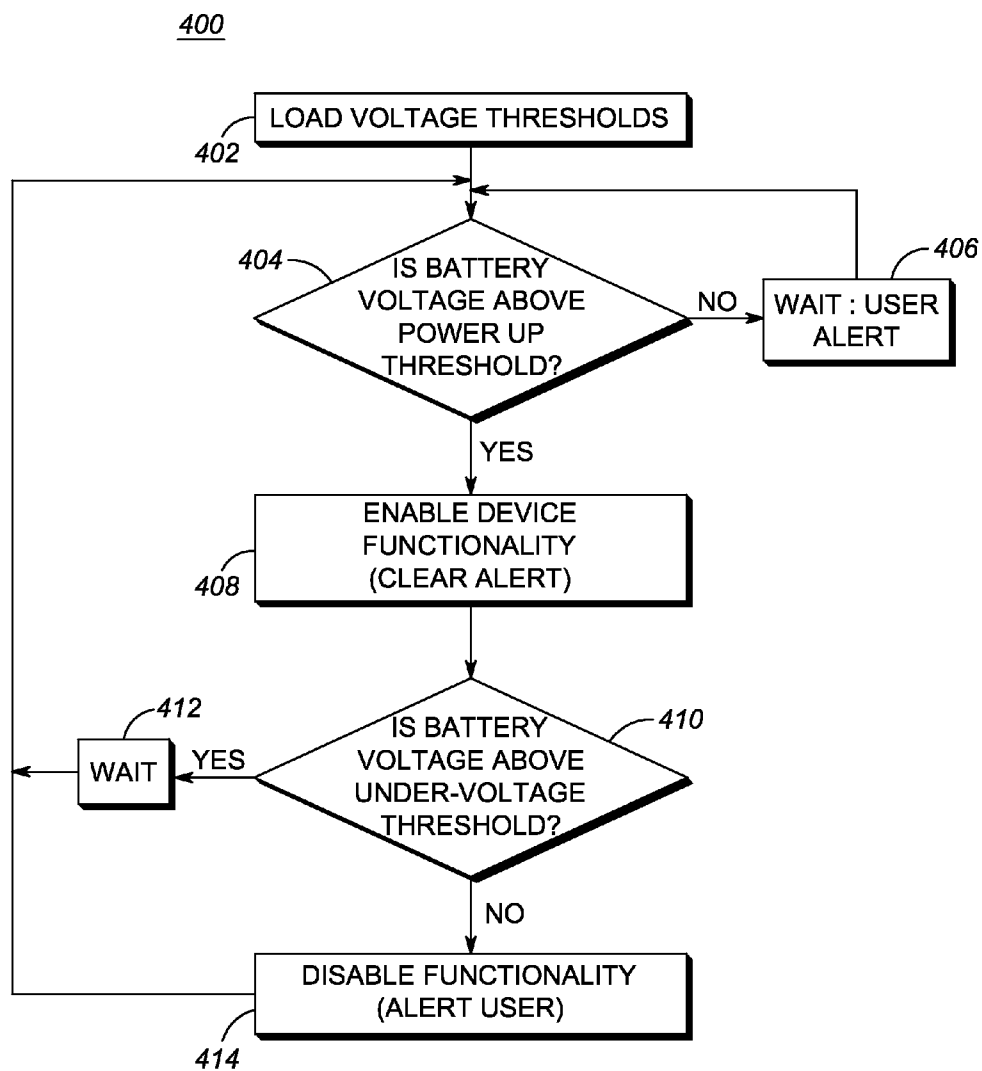 400
LOAD VOLTAGE THRESHOLDS
402
404
IS BATTERY
VOLTAGE ABOVE
POWER UP
THRESHOLD?
NO
406
WAIT : USER
ALERT
YES
ENABLE DEVICE
FUNCTIONALITY
(CLEAR ALERT)
408
412
WAIT
YES
IS BATTERY
VOLTAGE ABOVE
UNDER-VOLTAGE
THRESHOLD?
410
NO
DISABLE FUNCTIONALITY
(ALERT USER)
414